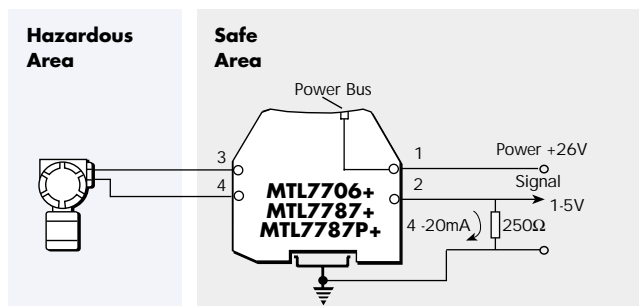 Hazardous
Area
Safe
Area
Power Bus
3
4
1
2
Power +26V
Signal
1-5V
MTL7706+
MTL7787+
MTL7787P+
4 -20mA
250Ω